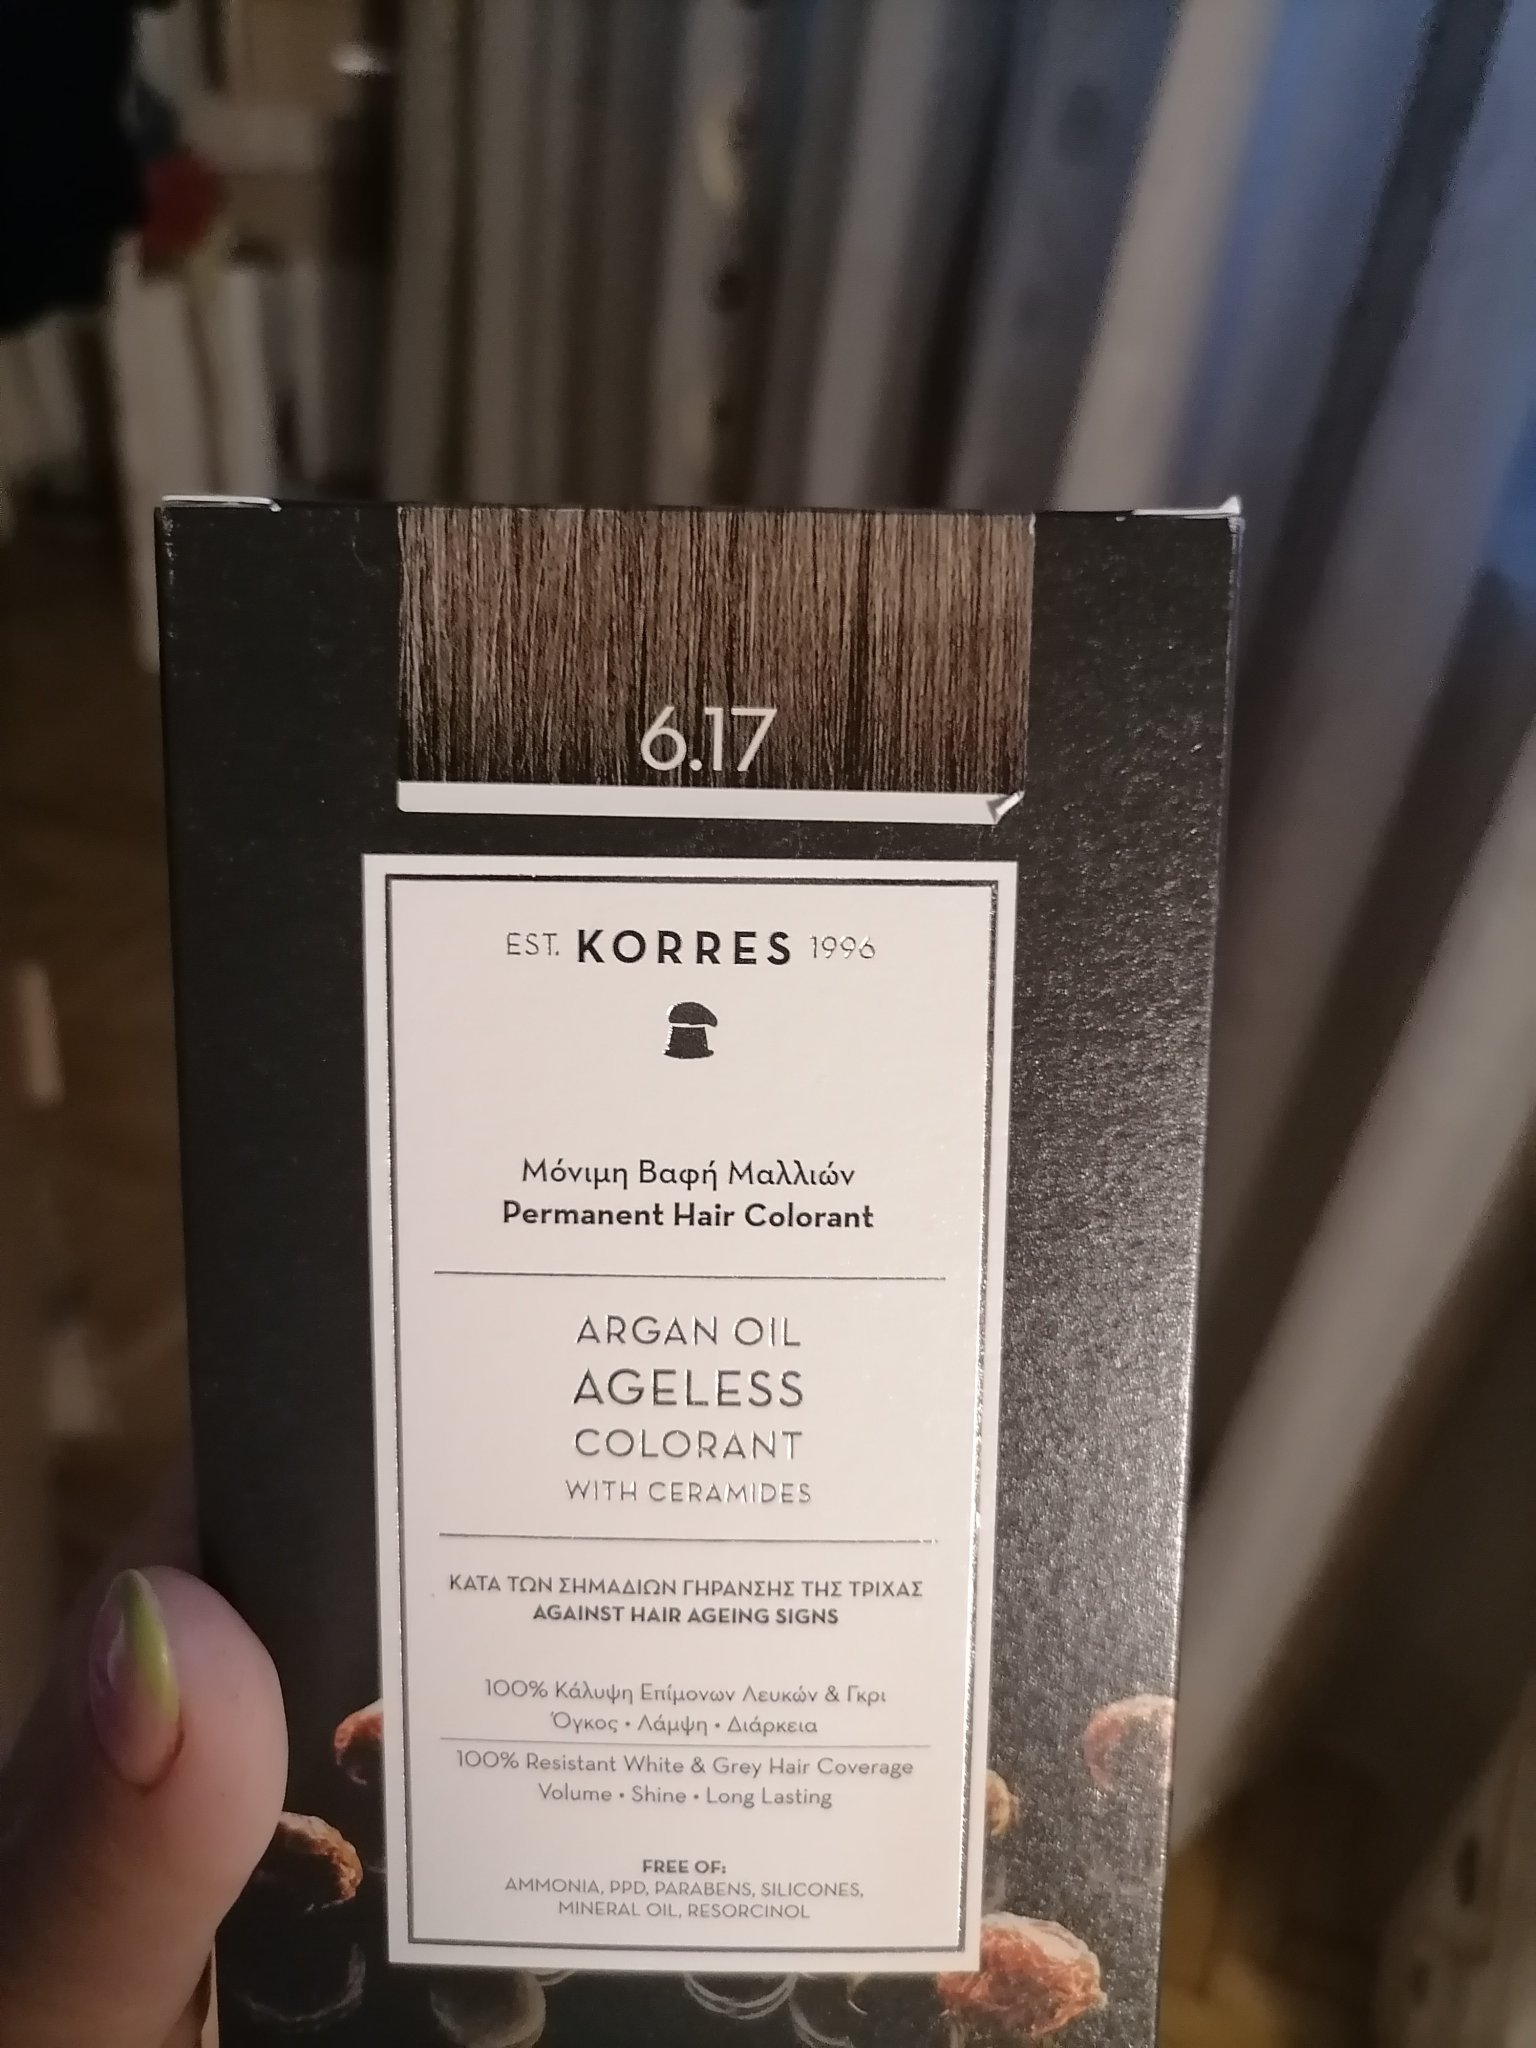 6.17
EST. KORRES 1996
Μόνιμη Βαφή Μαλλιών
Permanent Hair Colorant
ARGAN OIL
AGELESS
COLORANT
WITH CERAMIDES
ΚΑΤΑ ΤΩΝ ΣΗΜΑΔΙΩΝ ΓΗΡΑΝΣΗΣ ΤΗΣ ΤΡΙΧΑΣ
AGAINST HAIR AGEING SIGNS
100% Κάλυψη Επίμονων Λευκών & Γκρι
Όγκος • Λάμψη • Διάρκεια
100% Resistant White & Grey Hair Coverage
Volume • Shine • Long Lasting
FREE OF:
AMMONIA, PPD, PARABENS, SILICONES,
MINERAL OIL, RESORCINOL